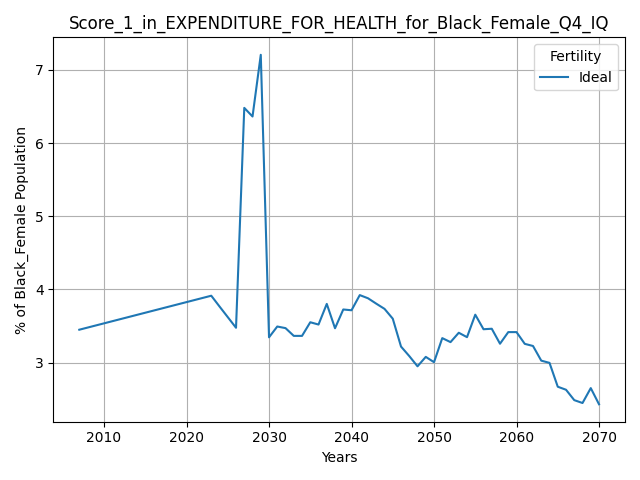 Score_1_in_EXPENDITURE_FOR_HEALTH_for_Black_Female_Q4_IQ
Fertility
Ideal
% of Black_Female Population
7
6
5
4
3
2010 2020 2030 2040 2050 2060 2070
Years